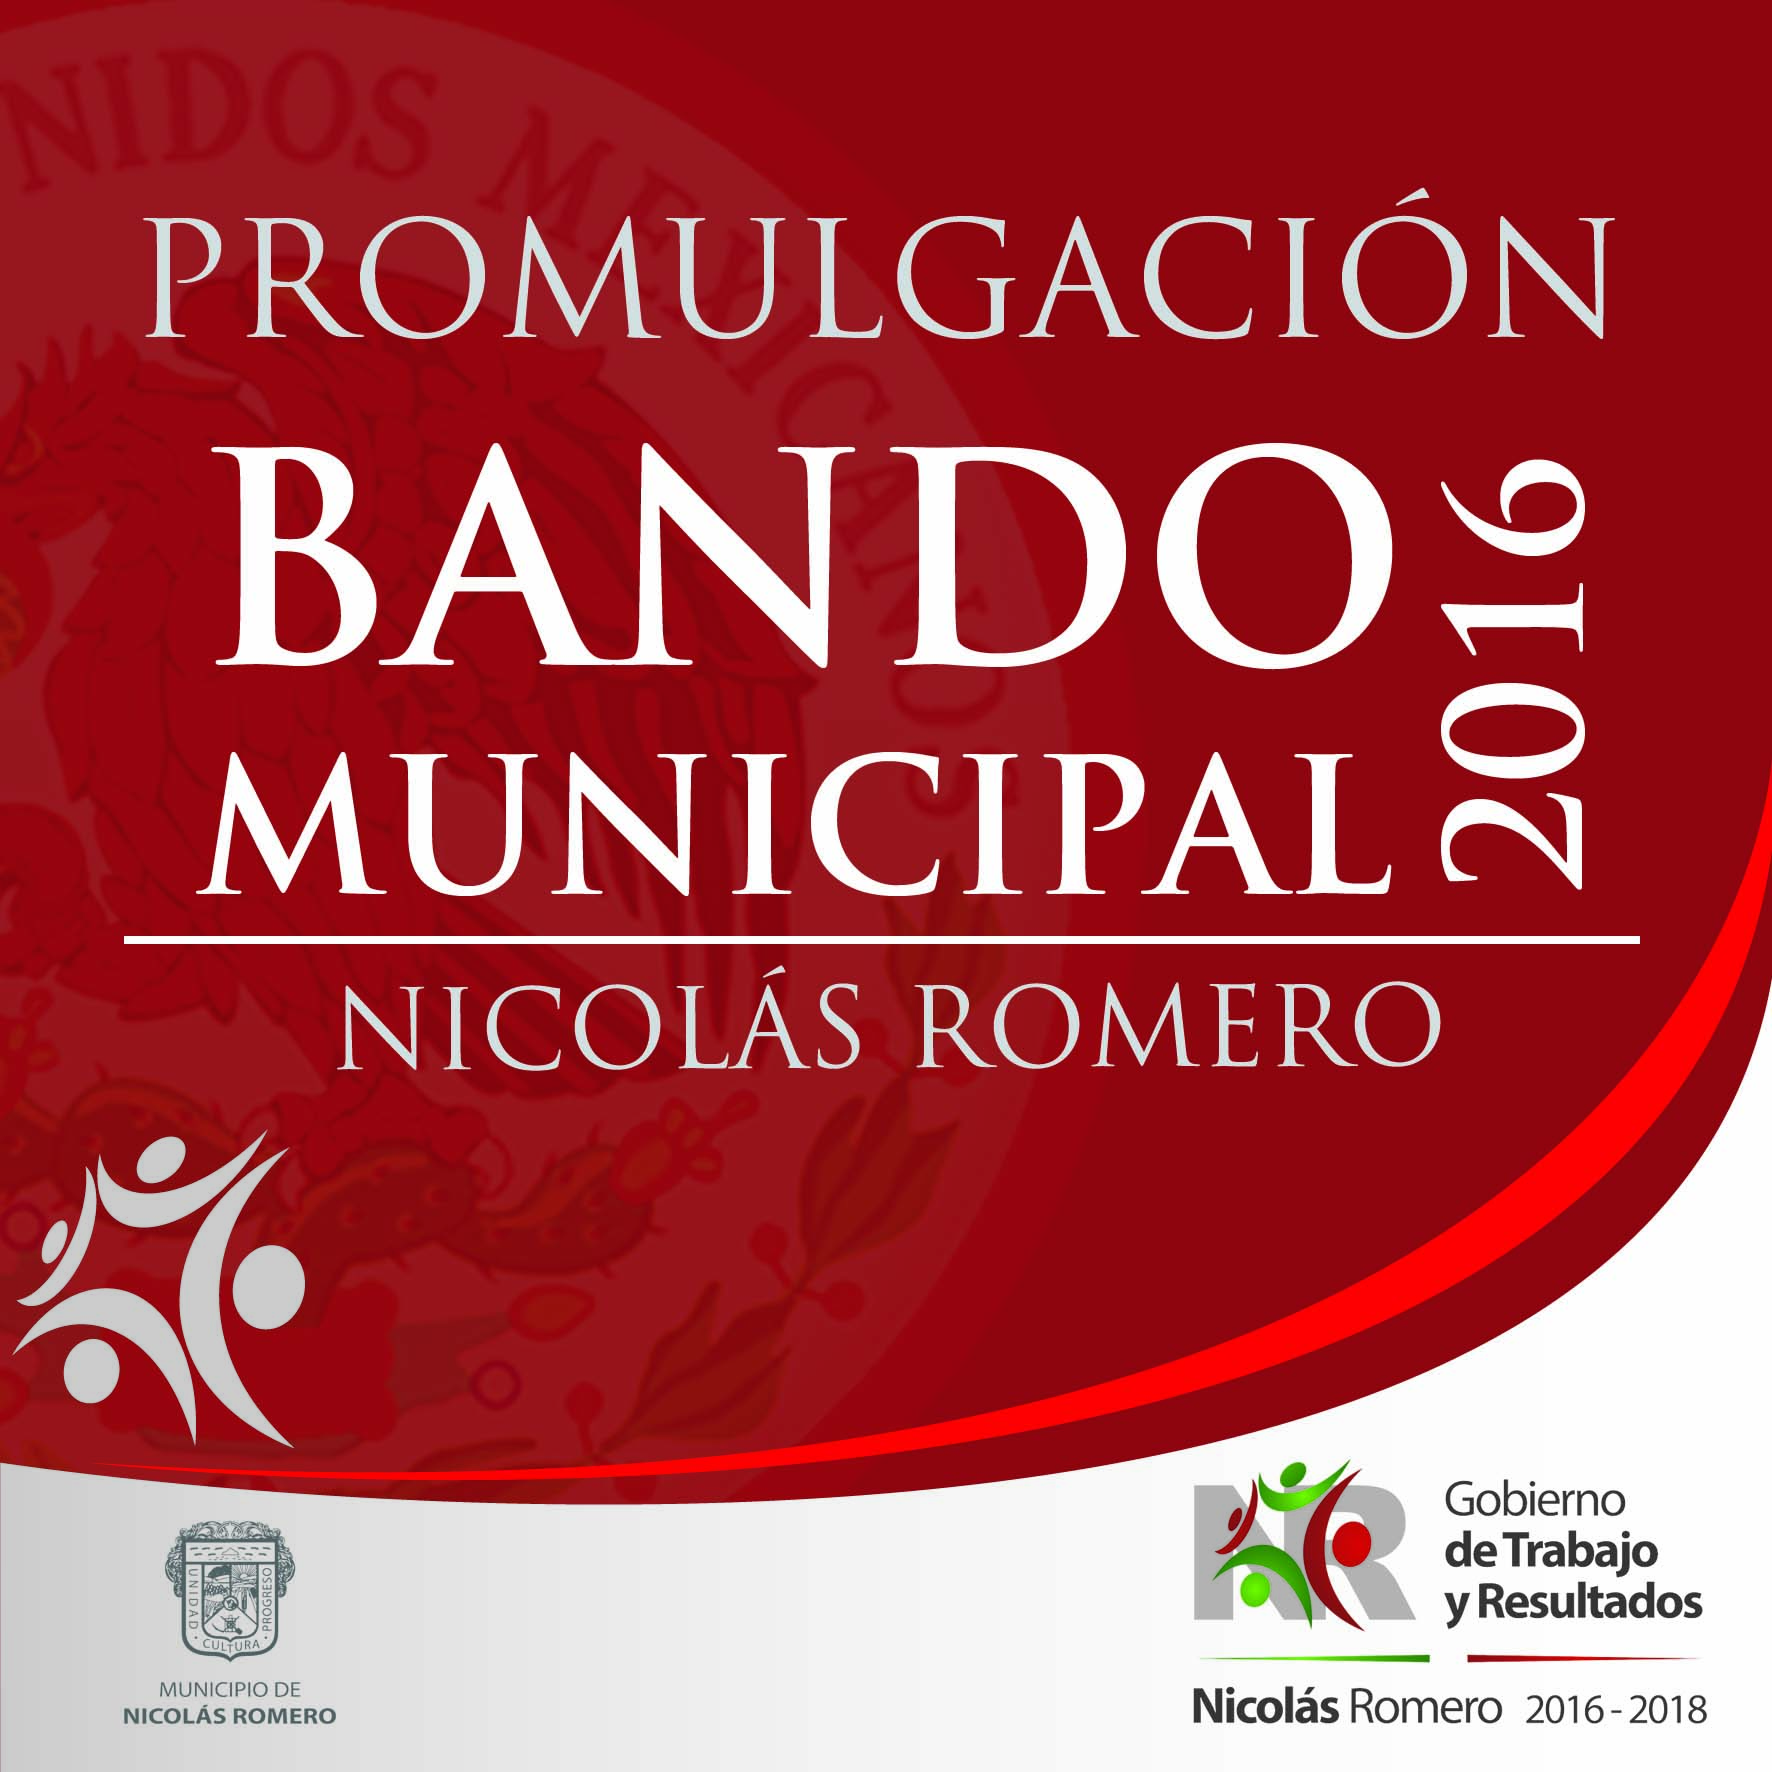 NIDOS MEXICANOS
PROMULGACIÓN
BANDO
MUNICIPAL
2016
NICOLÁS ROMERO
UNIDAD · CULTURA · PROGRESO
MUNICIPIO DE
NICOLÁS ROMERO
NR
Gobierno
de Trabajo
y Resultados
Nicolás Romero 2016 - 2018